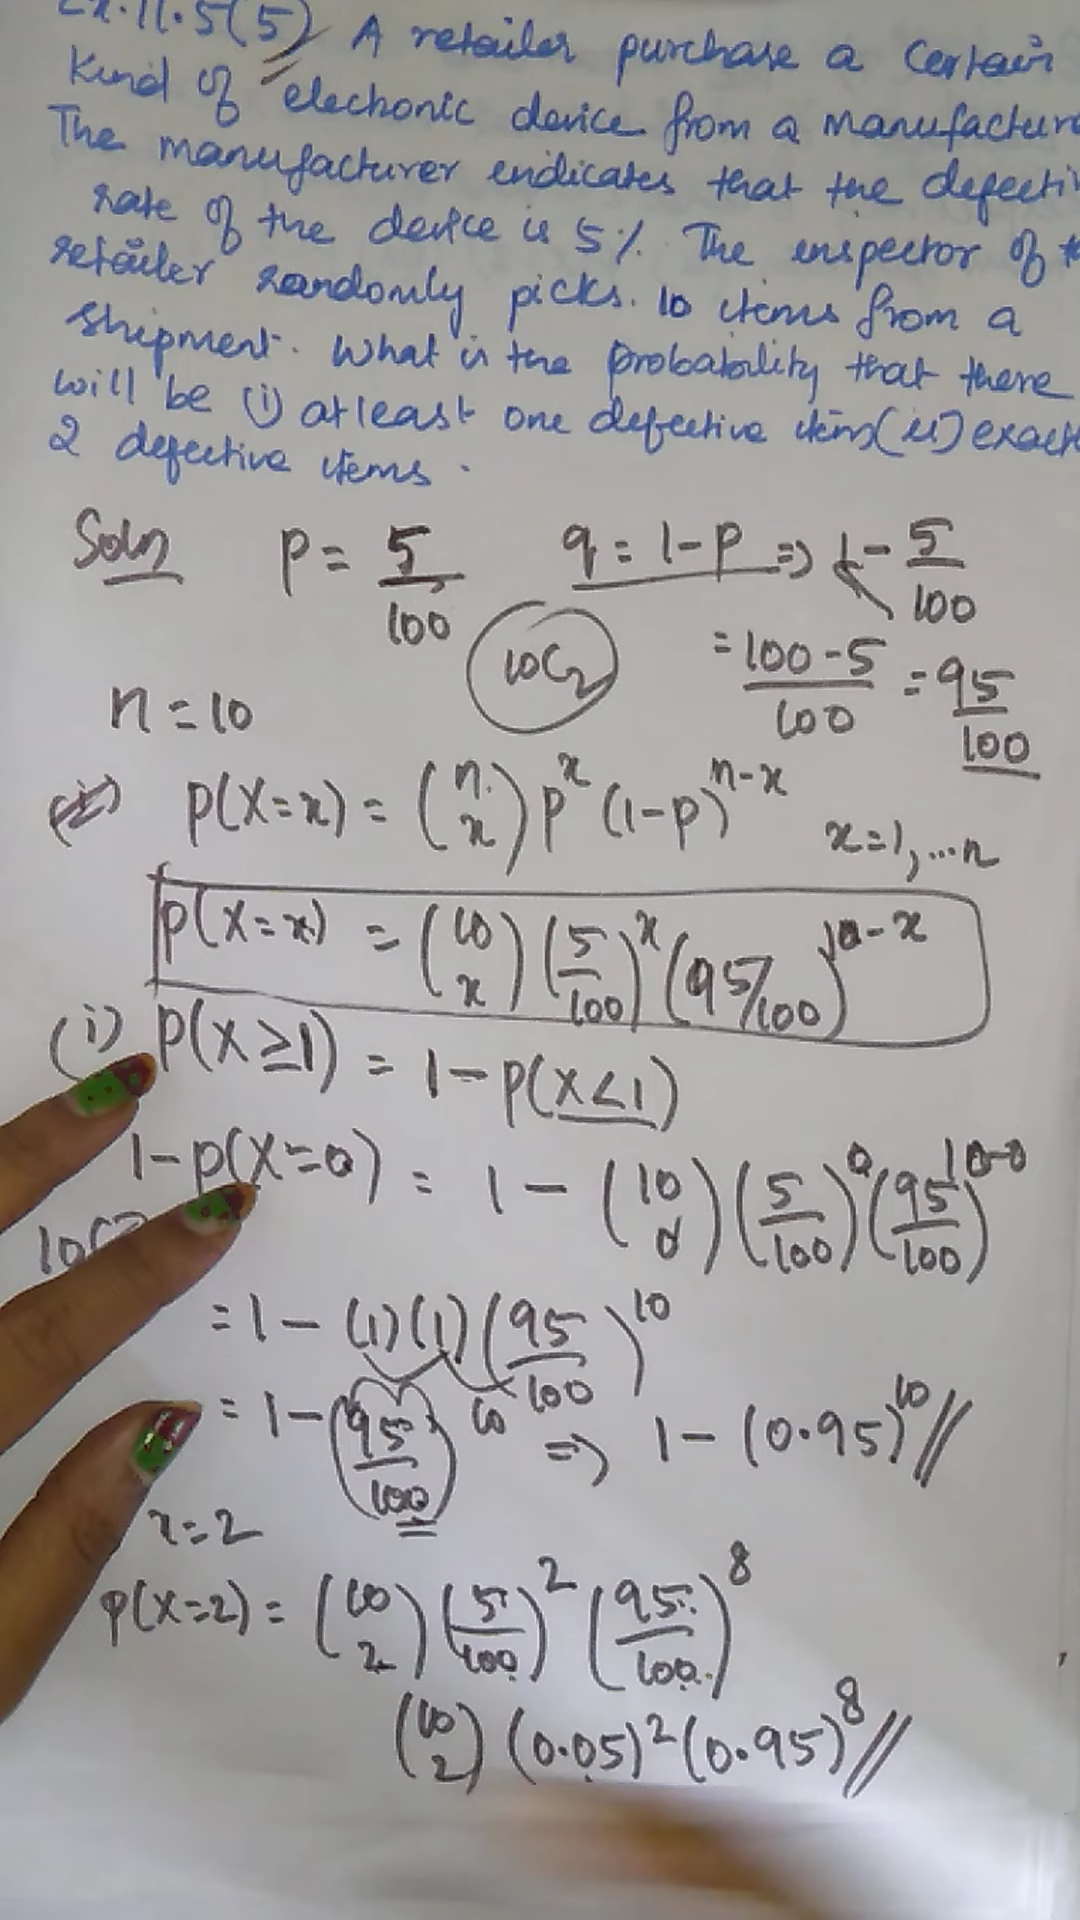 Ex.11.5(5) A retailer purchase a certain
Kind of electronic device from a manufacture
The manufacturer indicates that the defecti
rate of the device is 5% The inspector of
retailer randomly picks. 10 items from a
shipment. What is the probability that there
will be (i) atleast one defective item (ii) exact
2 defective items.
Soln p = 5/100 q = 1-p => 1 - 5/100
10C₂ = 100-5/100 = 95/100
n = 10
P(X=x) = (n x) p^x (1-p)^n-x x=1,...n
P(X=x) = (10 x) (5/100)^x (95/100)^10-x
(i) P(X≥1) = 1 - P(X<1)
1 - P(X=0) = 1 - (10 0) (5/100)^0 (95/100)^10-0
= 1 - (1)(1) (95/100)^10
= 1 - (95/100)^10 => 1 - (0.95)^10 //
x=2
P(X=2) = (10 2) (5/100)^2 (95/100)^8
(10 2) (0.05)^2 (0.95)^8 //